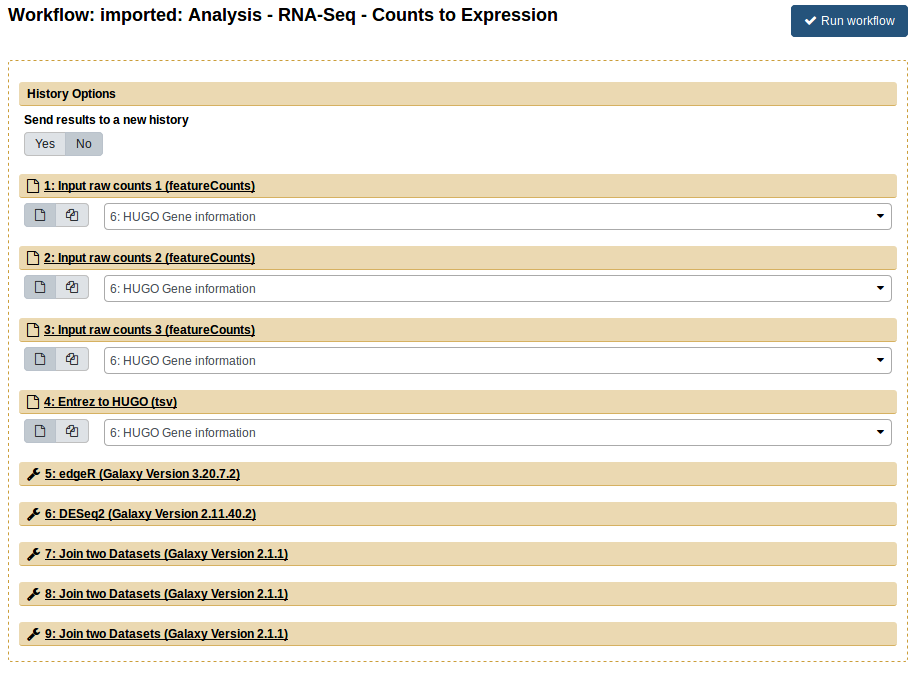 Workflow: imported: Analysis - RNA-Seq - Counts to Expression
Run workflow
History Options
Send results to a new history
Yes No
1: Input raw counts 1 (featureCounts)
6: HUGO Gene information
2: Input raw counts 2 (featureCounts)
6: HUGO Gene information
3: Input raw counts 3 (featureCounts)
6: HUGO Gene information
4: Entrez to HUGO (tsv)
6: HUGO Gene information
5: edgeR (Galaxy Version 3.20.7.2)
6: DESeq2 (Galaxy Version 2.11.40.2)
7: Join two Datasets (Galaxy Version 2.1.1)
8: Join two Datasets (Galaxy Version 2.1.1)
9: Join two Datasets (Galaxy Version 2.1.1)